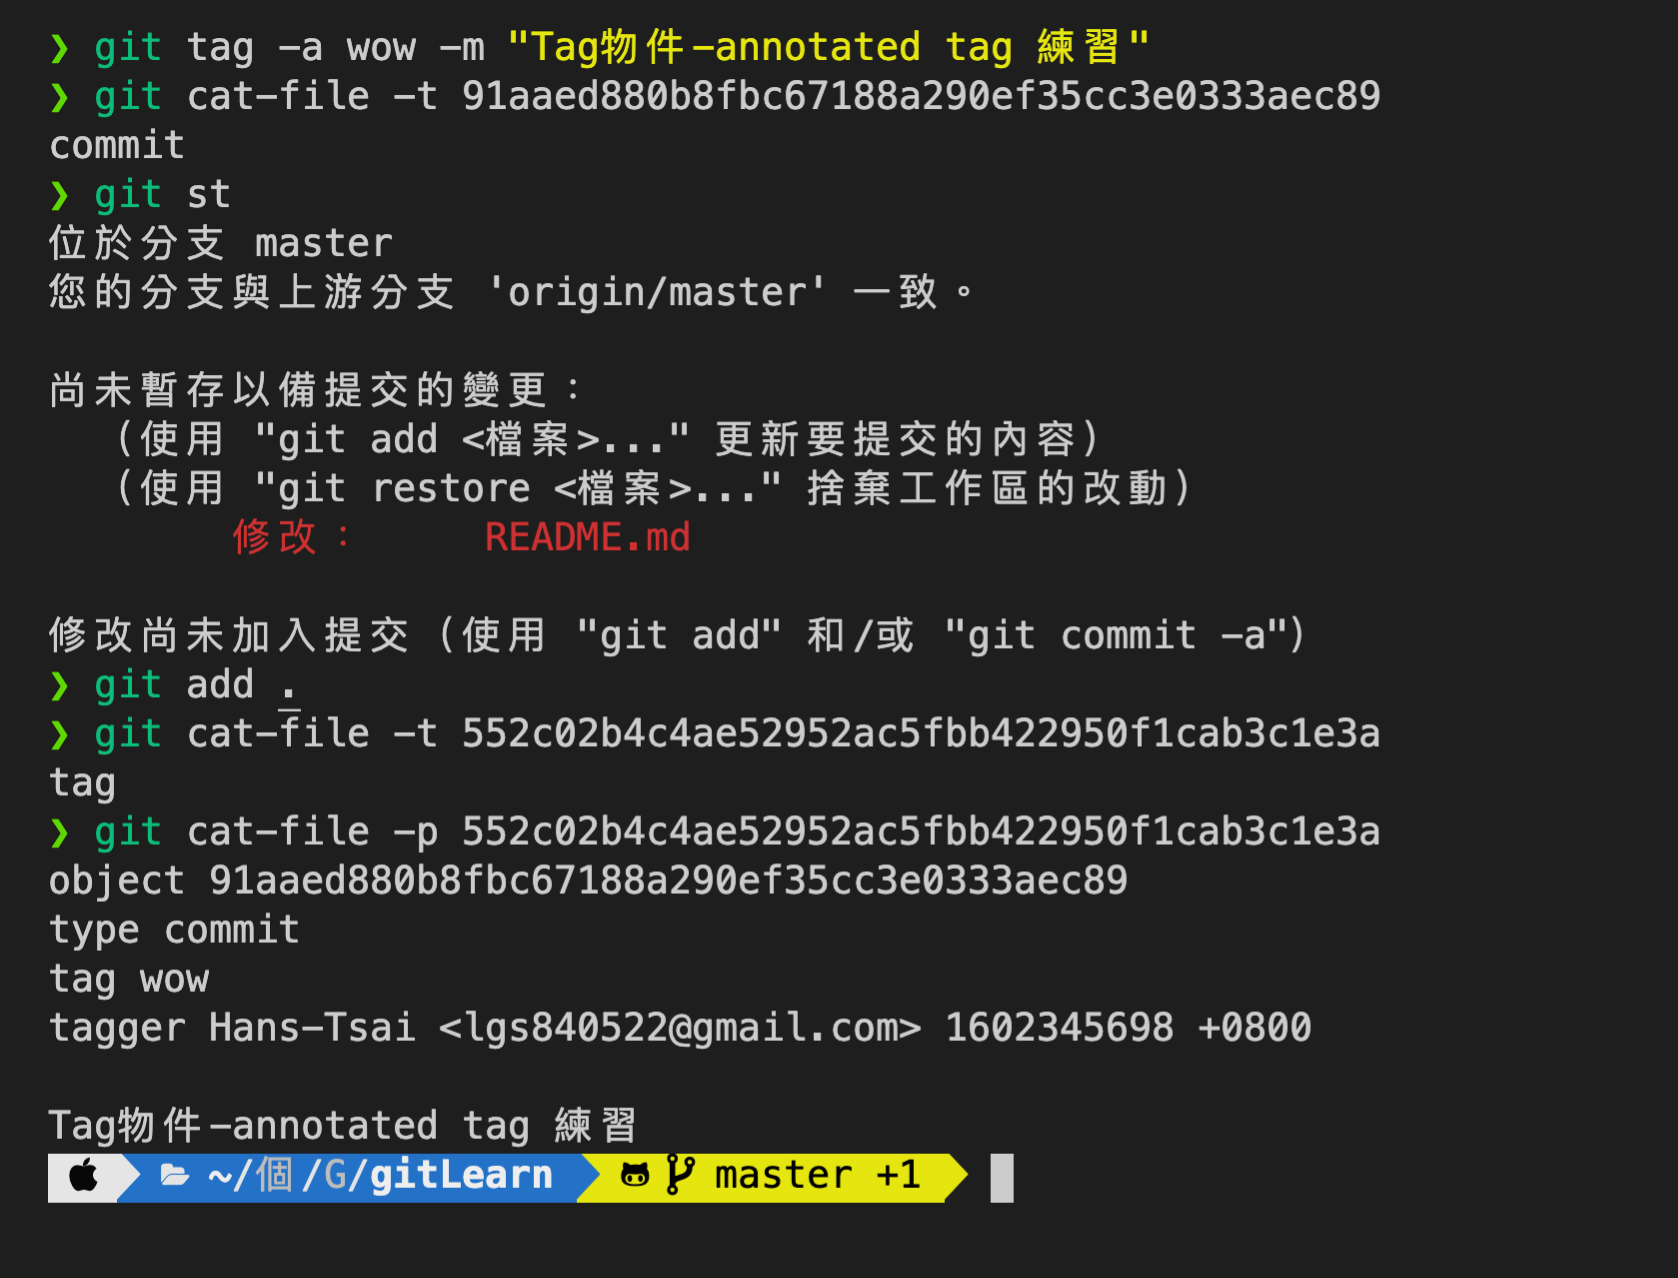 ❯ git tag -a wow -m "Tag物件-annotated tag 練習"
❯ git cat-file -t 91aaed880b8fbc67188a290ef35cc3e0333aec89
commit
❯ git st
位於分支 master
您的分支與上游分支 'origin/master' 一致。
尚未暫存以備提交的變更：
（使用 "git add <檔案>..." 更新要提交的內容）
（使用 "git restore <檔案>..." 捨棄工作區的改動）
修改： README.md
修改尚未加入提交（使用 "git add" 和/或 "git commit -a"）
❯ git add .
❯ git cat-file -t 552c02b4c4ae52952ac5fbb422950f1cab3c1e3a
tag
❯ git cat-file -p 552c02b4c4ae52952ac5fbb422950f1cab3c1e3a
object 91aaed880b8fbc67188a290ef35cc3e0333aec89
type commit
tag wow
tagger Hans-Tsai <lgs840522@gmail.com> 1602345698 +0800
Tag物件-annotated tag 練習
~/個/G/gitLearn master +1